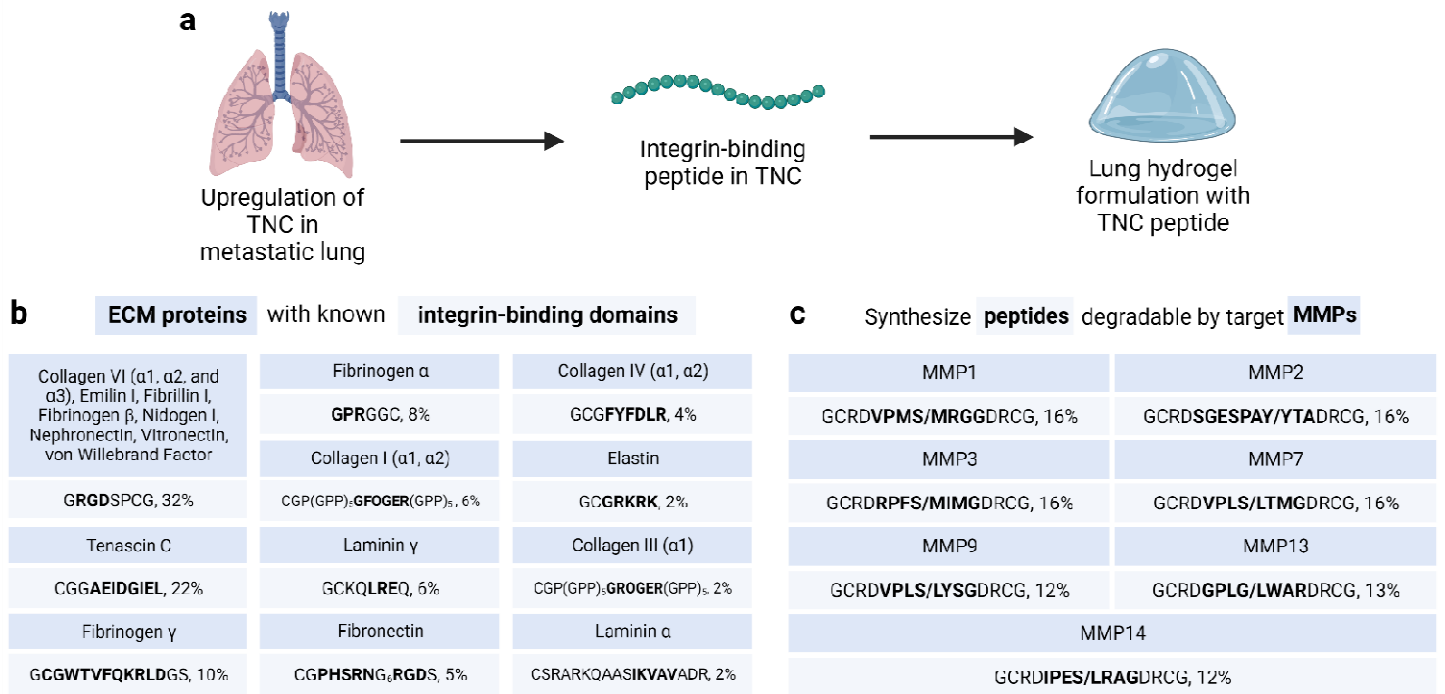 a
Upregulation of
TNC in
metastatic lung
Integrin-binding
peptide in TNC
Lung hydrogel
formulation with
TNC peptide
b
ECM proteins with known integrin-binding domains
Collagen VI (α1, α2, and
α3), Emilin I, Fibrillin I,
Fibrinogen β, Nidogen I,
Nephronectin, Vitronectin,
von Willebrand Factor
GRGDSPCG, 32%
Tenascin C
CGGAEIDGIEL, 22%
Fibrinogen γ
GCGWTVFQKRLDGS, 10%
Fibrinogen α
GPRGGC, 8%
Collagen I (α1, α2)
CGP(GPP)₅GFOGER(GPP)₅, 6%
Laminin γ
GCKQLREQ, 6%
Fibronectin
CGPHSRNG₆RGDS, 5%
Collagen IV (α1, α2)
GCGFYFDLR, 4%
Elastin
GCGRKRK, 2%
Collagen III (α1)
CGP(GPP)₅GROGER(GPP)₅, 2%
Laminin α
CSRARKQAASIKVAVADR, 2%
c
Synthesize peptides degradable by target MMPs
MMP1
GCRDVPMS/MRGGDRCG, 16%
MMP2
GCRDSGESPAY/YTADRCG, 16%
MMP3
GCRDRPFS/MIMGDRCG, 16%
MMP7
GCRDVPLS/LTMGDRCG, 16%
MMP9
GCRDVPLS/LYSGDRCG, 12%
MMP13
GCRDGPLG/LWARDRCG, 13%
MMP14
GCRDIPES/LRAGDRCG, 12%